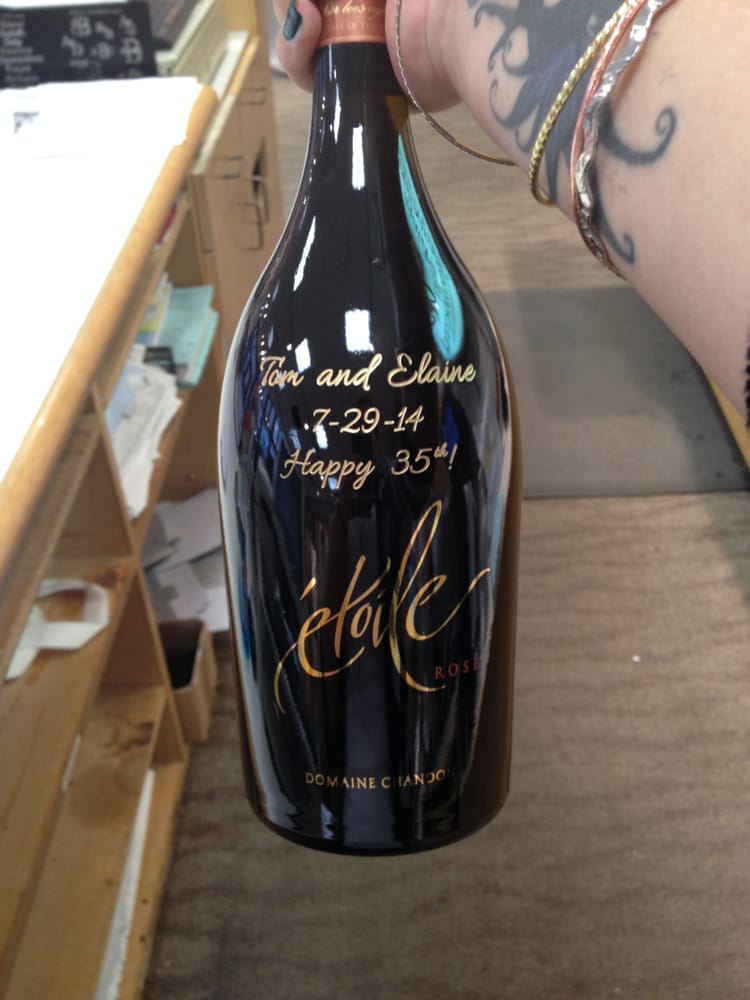 Tom and Elaine
7-29-14
Happy 35th!
étoile
ROSÉ
DOMAINE CHANDON